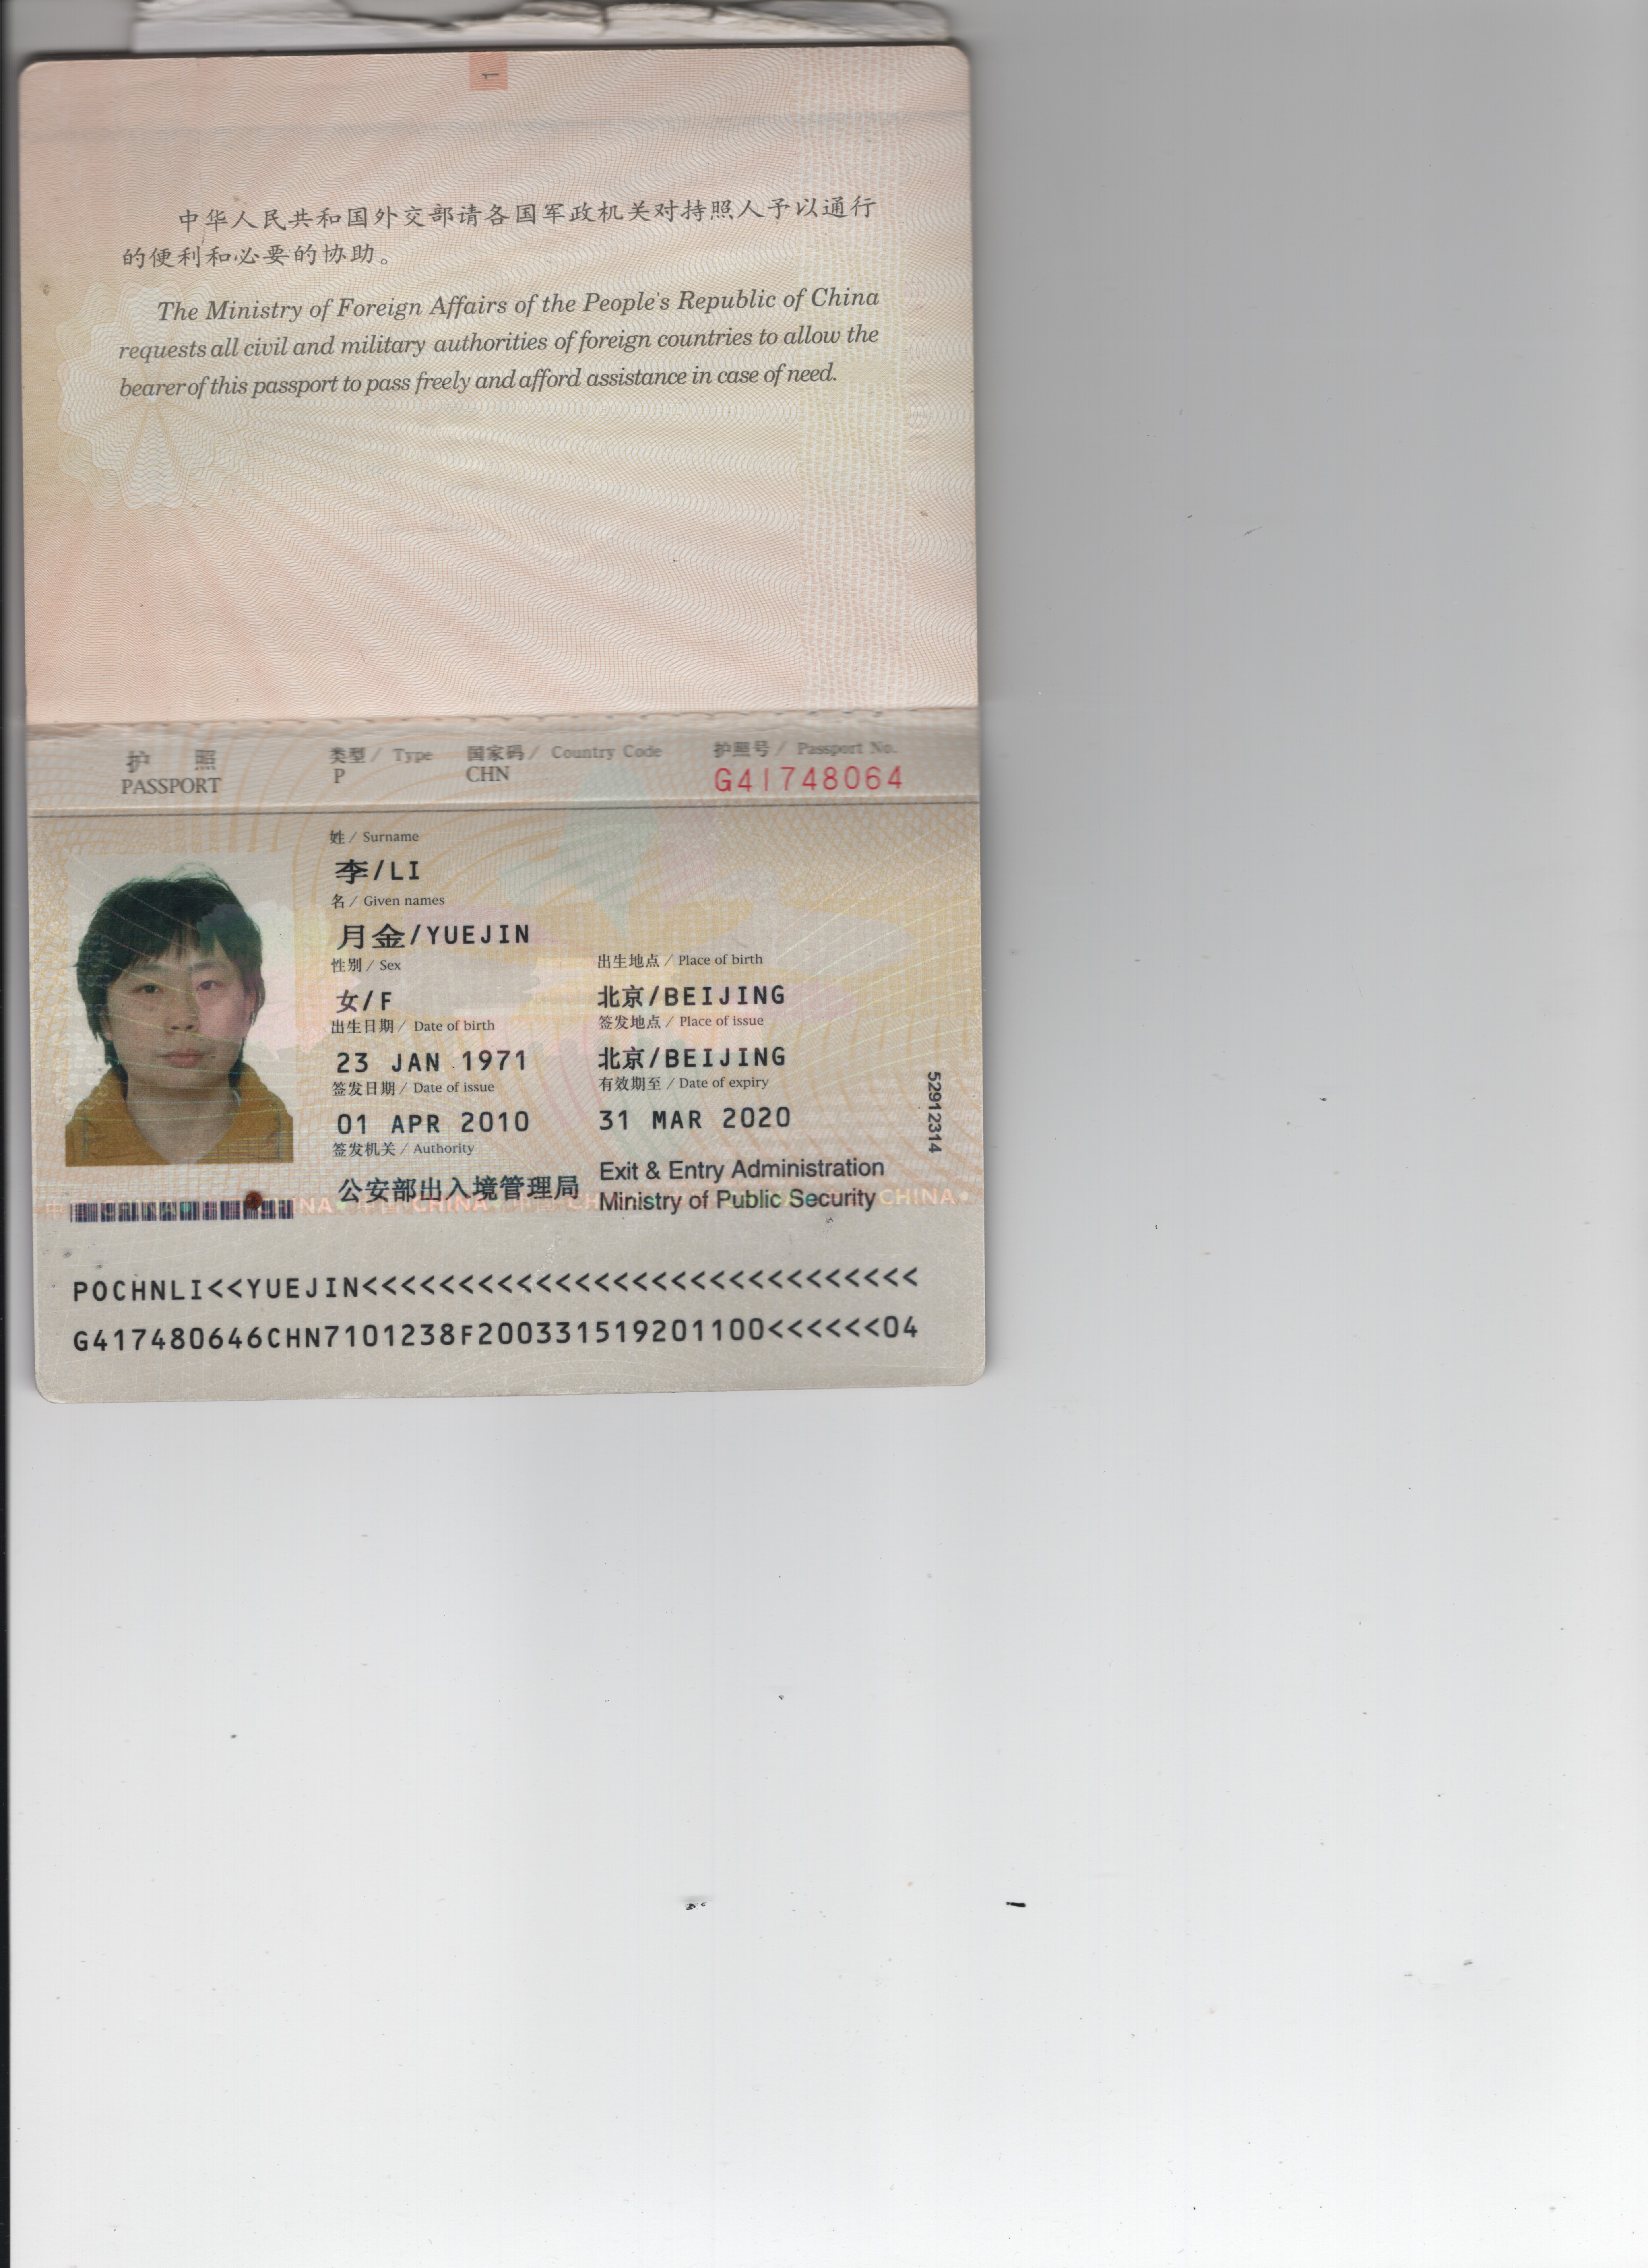 1
中华人民共和国外交部请各国军政机关对持照人予以通行
的便利和必要的协助。
The Ministry of Foreign Affairs of the People's Republic of China
requests all civil and military authorities of foreign countries to allow the
bearer of this passport to pass freely and afford assistance in case of need.
护 照 类型 / Type 国家码 / Country Code 护照号 / Passport No.
PASSPORT P CHN G41748064
姓 / Surname
李/LI
名 / Given names
月金/YUEJIN
性别 / Sex 出生地点 / Place of birth
女/F 北京/BEIJING
出生日期 / Date of birth 签发地点 / Place of issue
23 JAN 1971 北京/BEIJING
签发日期 / Date of issue 有效期至 / Date of expiry
01 APR 2010 31 MAR 2020
52912314
签发机关 / Authority
公安部出入境管理局 Exit & Entry Administration
Ministry of Public Security
CHINA CHINA
POCHNLI<<YUEJIN<<<<<<<<<<<<<<<<<<<<<<<<<<<<<
G417480646CHN7101238F200331519201100<<<<<<04